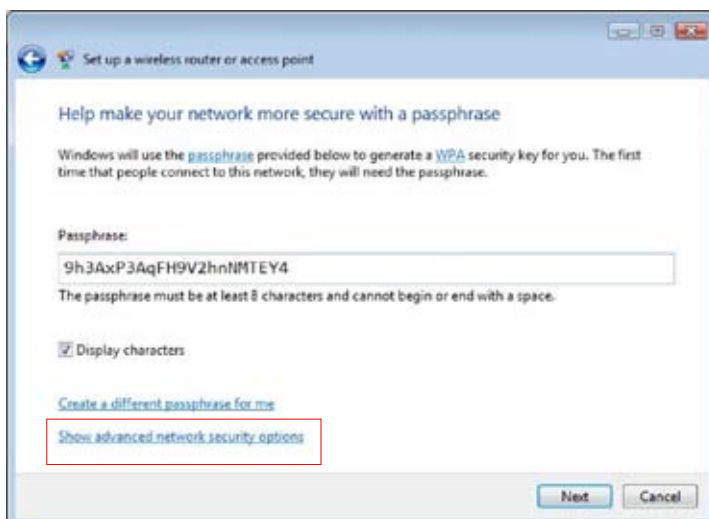 Set up a wireless router or access point
Help make your network more secure with a passphrase
Windows will use the passphrase provided below to generate a WPA security key for you. The first
time that people connect to this network, they will need the passphrase.
Passphrase:
9h3AxP3AqFH9V2hnNMTEY4
The passphrase must be at least 8 characters and cannot begin or end with a space.
Display characters
Create a different passphrase for me
Show advanced network security options
Next Cancel